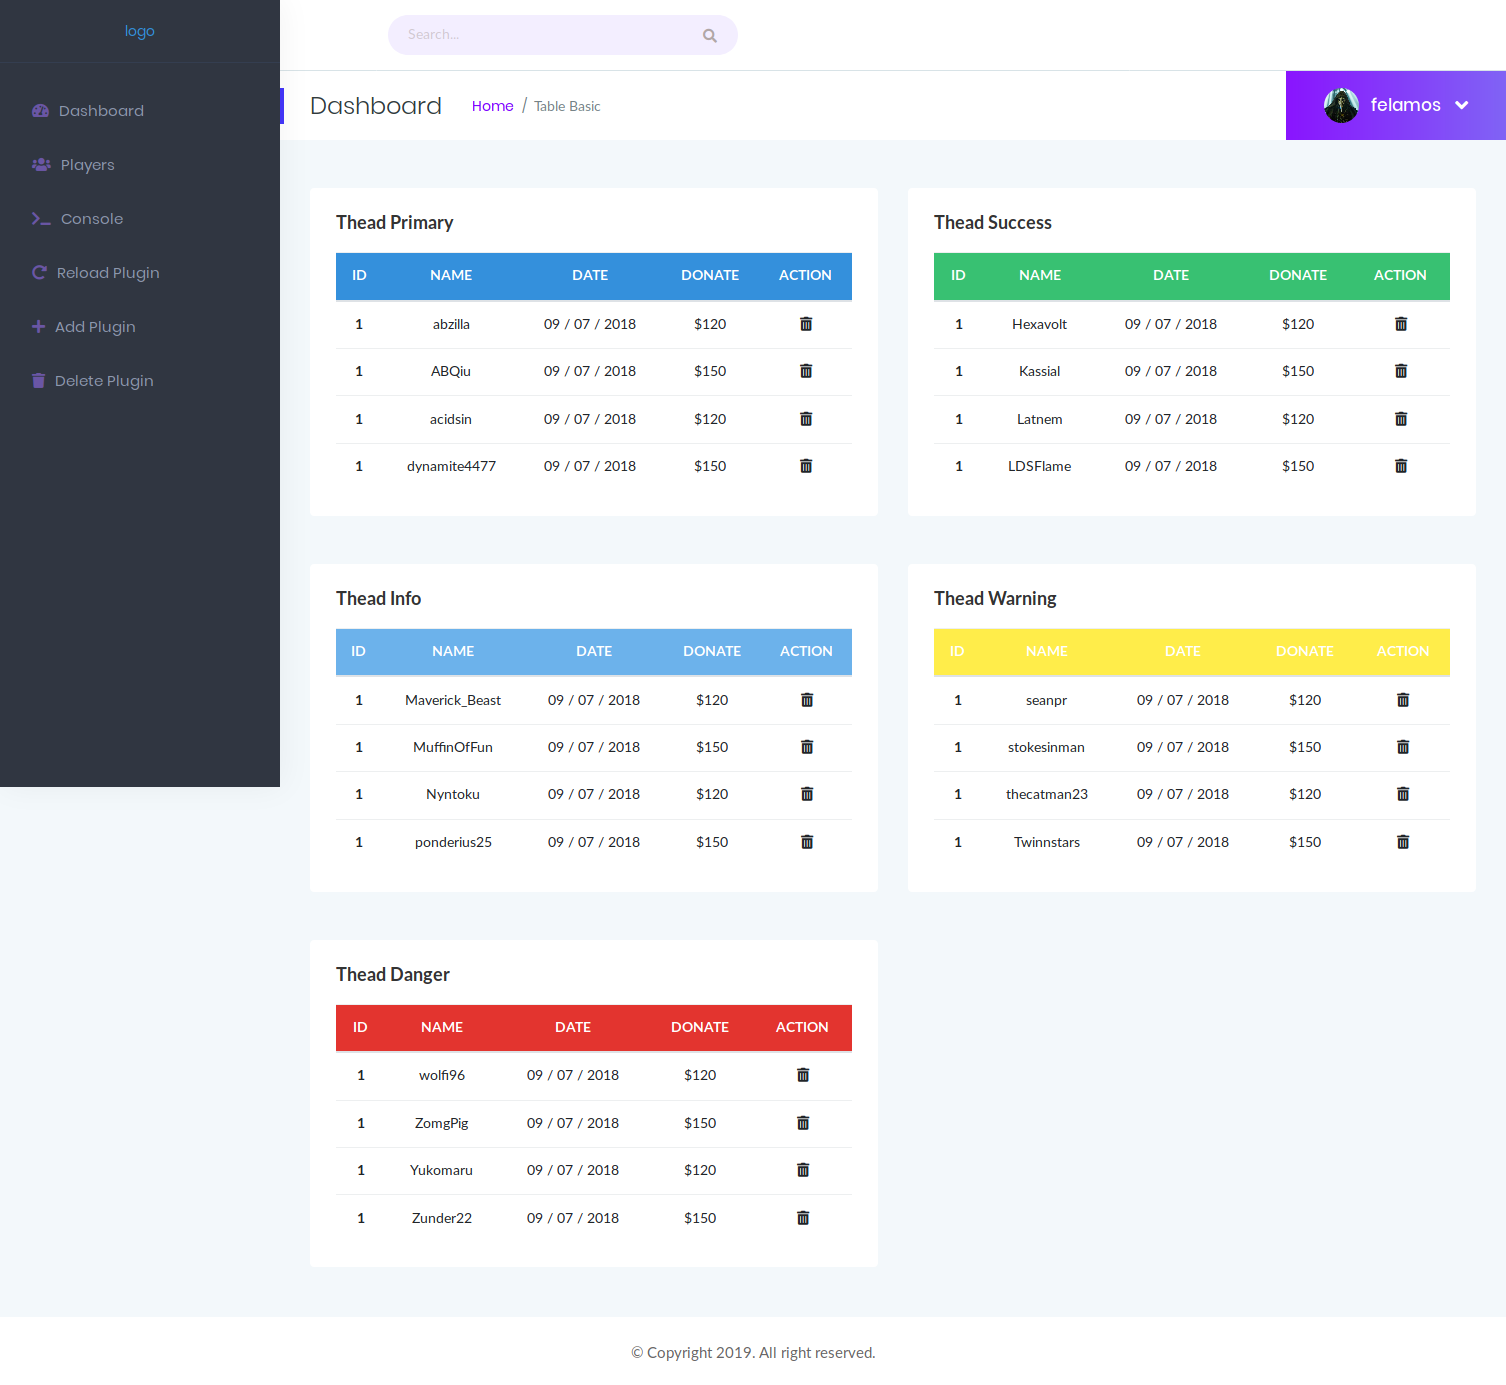 logo
Search...
Dashboard
Players
Console
Reload Plugin
Add Plugin
Delete Plugin
Dashboard Home / Table Basic
felamos
Thead Primary
ID NAME DATE DONATE ACTION
1 abzilla 09 / 07 / 2018 $120
1 ABQiu 09 / 07 / 2018 $150
1 acidsin 09 / 07 / 2018 $120
1 dynamite4477 09 / 07 / 2018 $150
Thead Success
ID NAME DATE DONATE ACTION
1 Hexavolt 09 / 07 / 2018 $120
1 Kassial 09 / 07 / 2018 $150
1 Latnem 09 / 07 / 2018 $120
1 LDSFlame 09 / 07 / 2018 $150
Thead Info
ID NAME DATE DONATE ACTION
1 Maverick_Beast 09 / 07 / 2018 $120
1 MuffinOfFun 09 / 07 / 2018 $150
1 Nyntoku 09 / 07 / 2018 $120
1 ponderius25 09 / 07 / 2018 $150
Thead Warning
ID NAME DATE DONATE ACTION
1 seanpr 09 / 07 / 2018 $120
1 stokesinman 09 / 07 / 2018 $150
1 thecatman23 09 / 07 / 2018 $120
1 Twinnstars 09 / 07 / 2018 $150
Thead Danger
ID NAME DATE DONATE ACTION
1 wolfi96 09 / 07 / 2018 $120
1 ZomgPig 09 / 07 / 2018 $150
1 Yukomaru 09 / 07 / 2018 $120
1 Zunder22 09 / 07 / 2018 $150
© Copyright 2019. All right reserved.